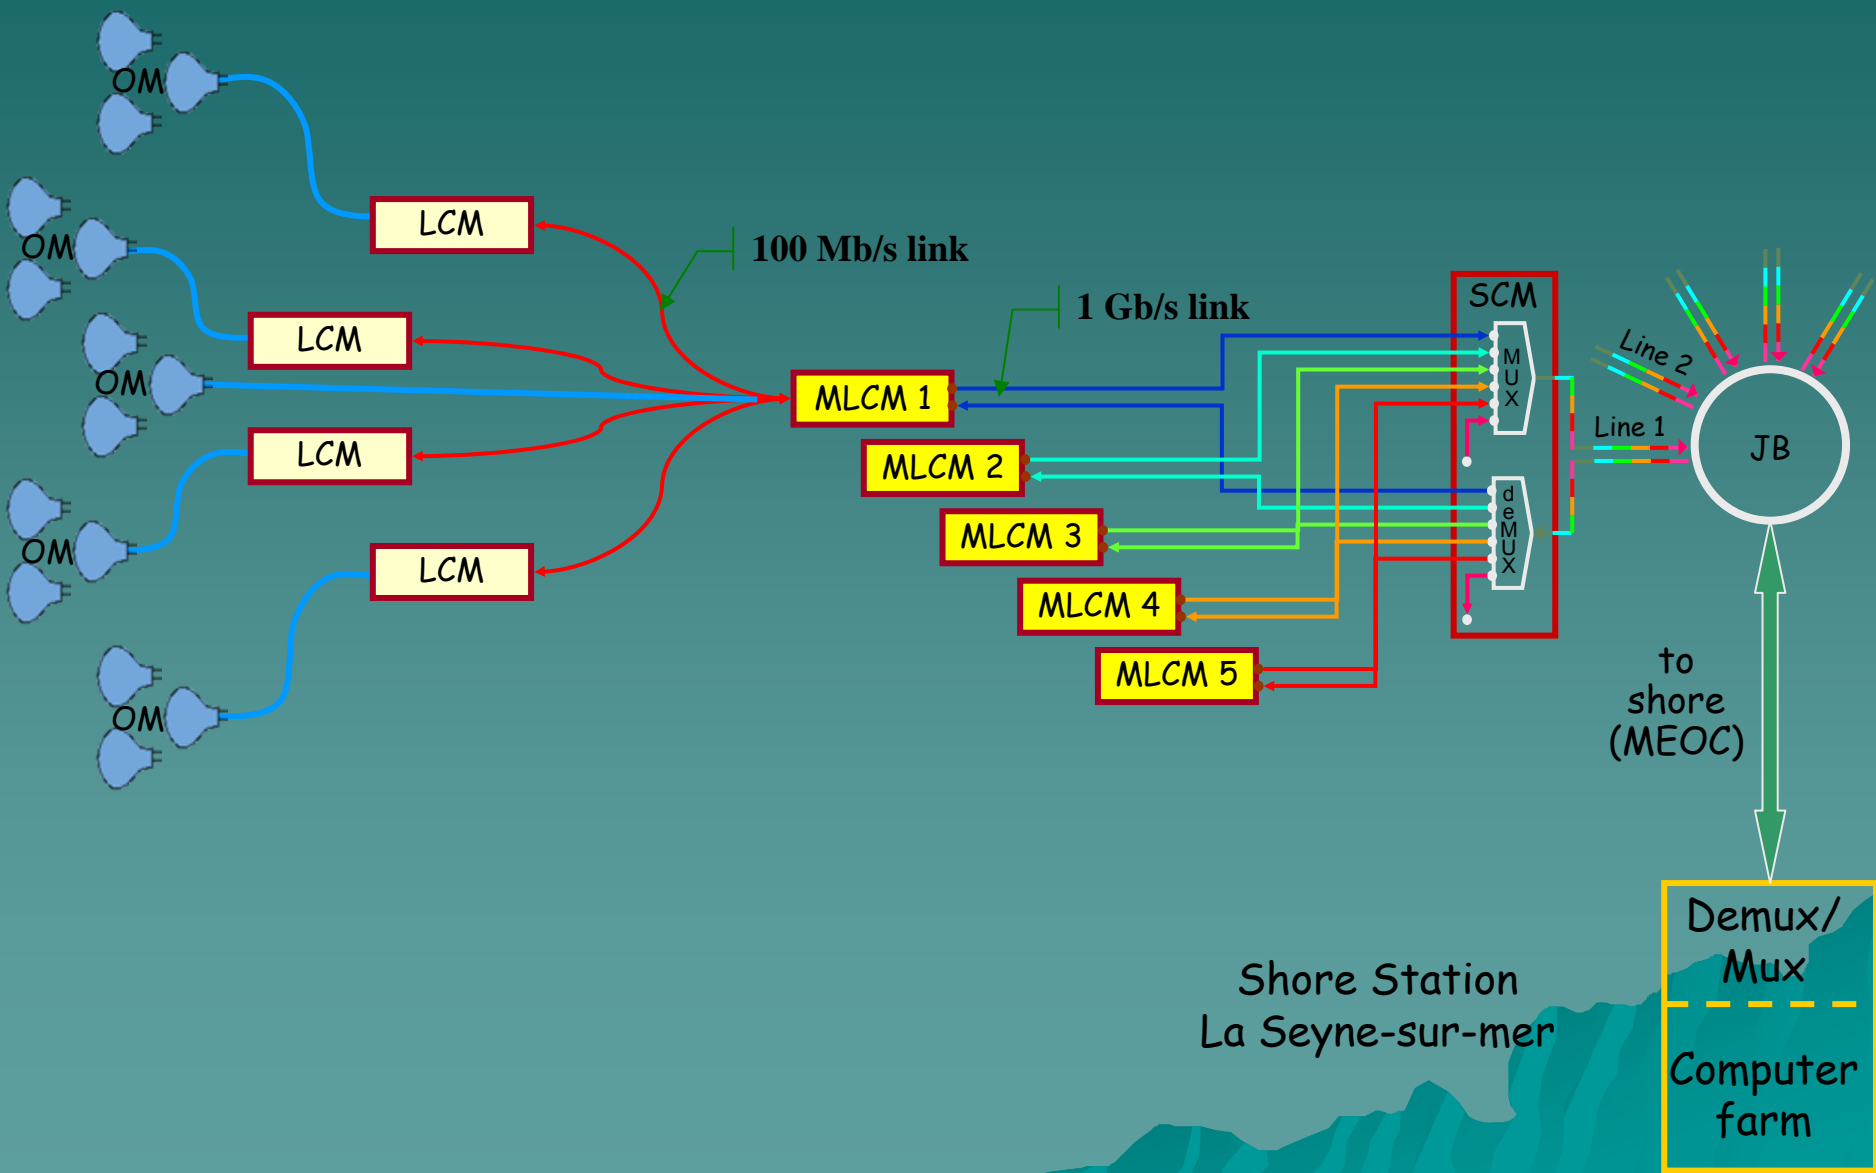 OM
LCM
OM
LCM
OM
LCM
OM
LCM
OM
100 Mb/s link
1 Gb/s link
MLCM 1
MLCM 2
MLCM 3
MLCM 4
MLCM 5
SCM
MUX
deMUX
Line 2
Line 1
JB
to
shore
(MEOC)
Shore Station
La Seyne-sur-mer
Demux/
Mux
Computer
farm